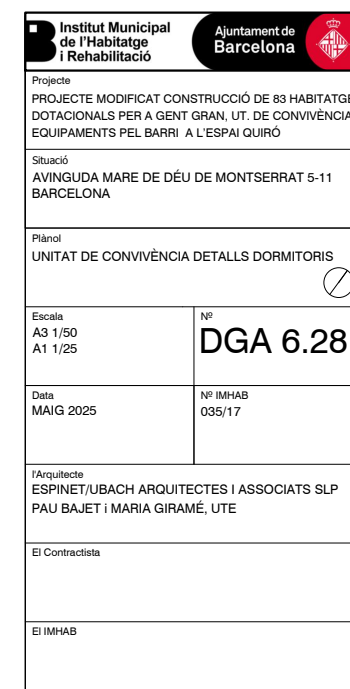 Institut Municipal
de l'Habitatge
i Rehabilitació
Ajuntament de
Barcelona
Projecte
PROJECTE MODIFICAT CONSTRUCCIÓ DE 83 HABITATGE
DOTACIONALS PER A GENT GRAN, UT. DE CONVIVÈNCIA
EQUIPAMENTS PEL BARRI A L'ESPAI QUIRÓ
Situació
AVINGUDA MARE DE DÉU DE MONTSERRAT 5-11
BARCELONA
Plànol
UNITAT DE CONVIVÈNCIA DETALLS DORMITORIS
Escala
A3 1/50
A1 1/25
Nº
DGA 6.28
Data
MAIG 2025
Nº IMHAB
035/17
l'Arquitecte
ESPINET/UBACH ARQUITECTES I ASSOCIATS SLP
PAU BAJET i MARIA GIRAMÉ, UTE
El Contractista
El IMHAB